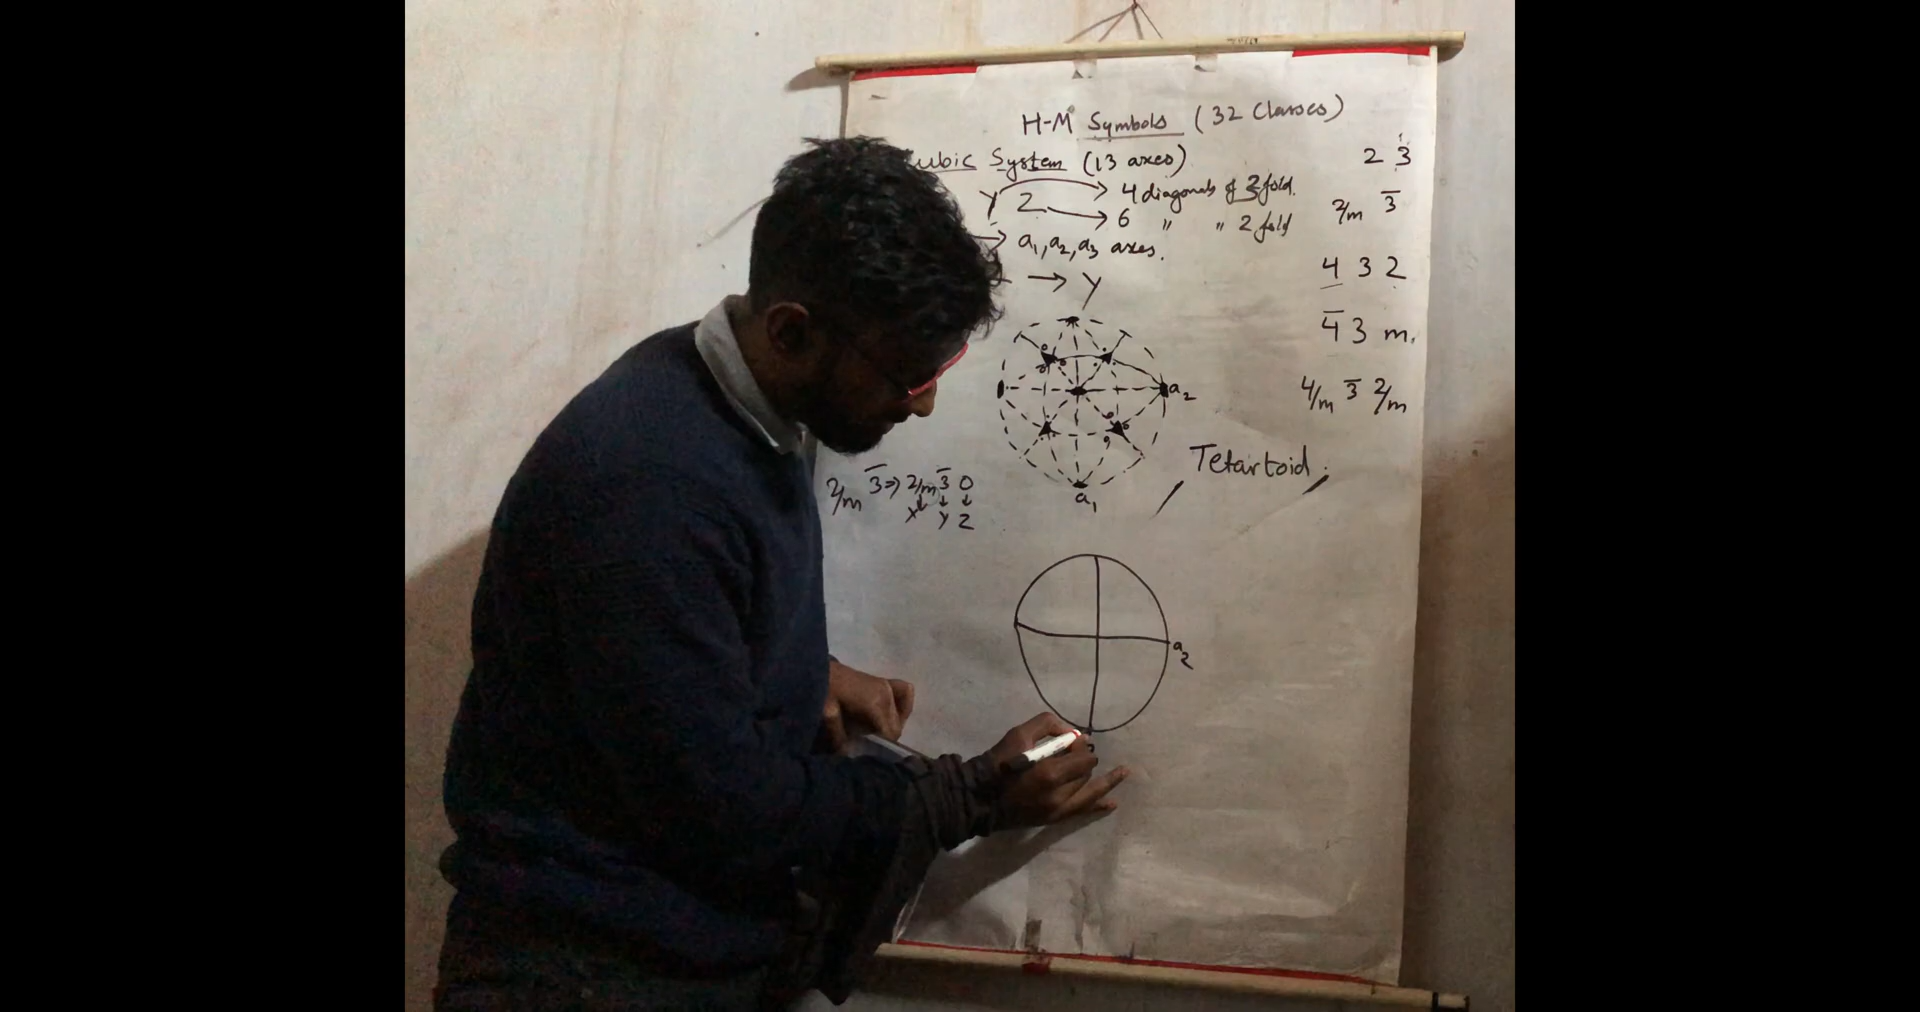 H-M Symbols (32 Classes)
ubic System (13 axes)
Y Z → 4 diagonals of 3 fold.
→ 6 " " 2 fold
→ a₁, a₂, a₃ axes.
→ Y
2 3
2/m 3̅
4 3 2
4̅ 3 m.
4/m 3̅ 2/m
a₂
a₁
Tetartoid.
2/m 3̅ ⇒ 2/m 3̅ 0
↓ ↓ ↓
X Y Z
a₂